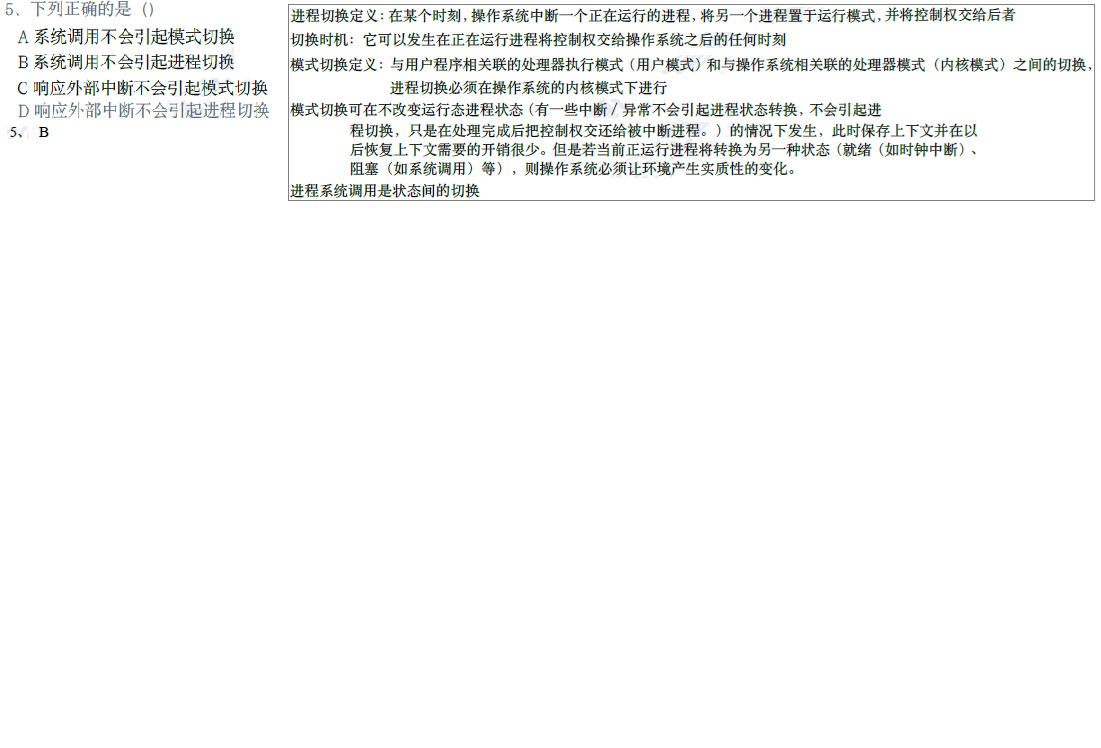 5、下列正确的是（）
A 系统调用不会引起模式切换
B 系统调用不会引起进程切换
C 响应外部中断不会引起模式切换
D 响应外部中断不会引起进程切换
5、 B
进程切换定义：在某个时刻，操作系统中断一个正在运行的进程，将另一个进程置于运行模式，并将控制权交给后者
切换时机：它可以发生在正在运行进程将控制权交给操作系统之后的任何时刻
模式切换定义：与用户程序相关联的处理器执行模式（用户模式）和与操作系统相关联的处理器模式（内核模式）之间的切换，
进程切换必须在操作系统的内核模式下进行
模式切换可在不改变运行态进程状态（有一些中断／异常不会引起进程状态转换，不会引起进
程切换，只是在处理完成后把控制权交还给被中断进程。）的情况下发生，此时保存上下文并在以
后恢复上下文需要的开销很少。但是若当前正运行进程将转换为另一种状态（就绪（如时钟中断）、
阻塞（如系统调用）等），则操作系统必须让环境产生实质性的变化。
进程系统调用是状态间的切换